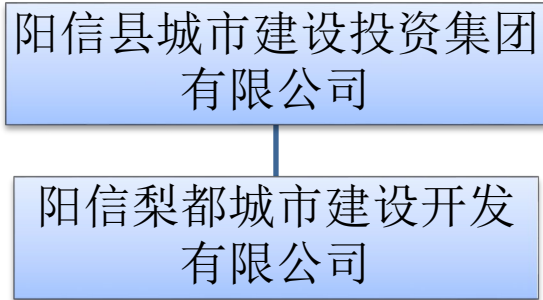 阳信县城市建设投资集团
有限公司
阳信梨都城市建设开发
有限公司